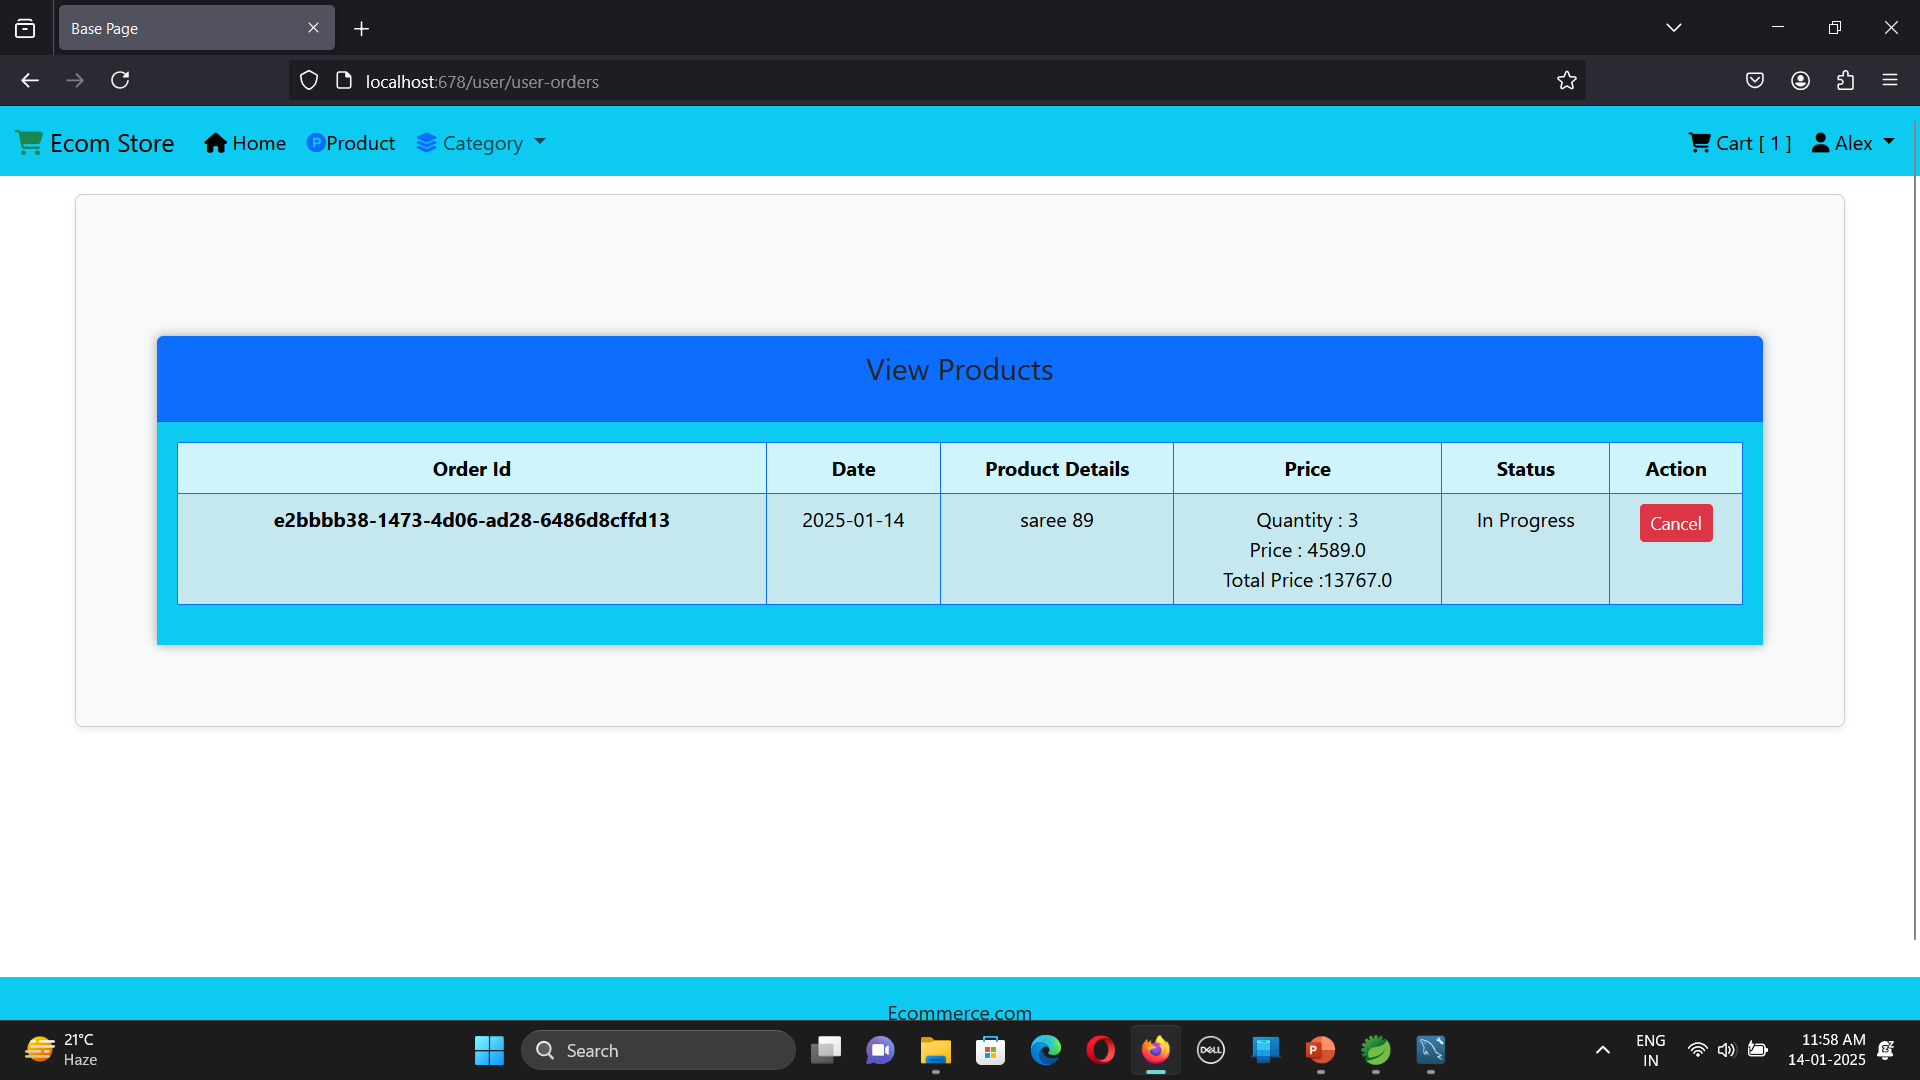 Base Page
localhost:678/user/user-orders
Ecom Store
Home
Product
Category
Cart [ 1 ]
Alex
View Products
Order Id Date Product Details Price Status Action
e2bbbb38-1473-4d06-ad28-6486d8cffd13 2025-01-14 saree 89 Quantity : 3 In Progress Cancel
Price : 4589.0
Total Price :13767.0
Ecommerce.com
21°C
Haze
Search
DELL
ENG
IN
11:58 AM
14-01-2025